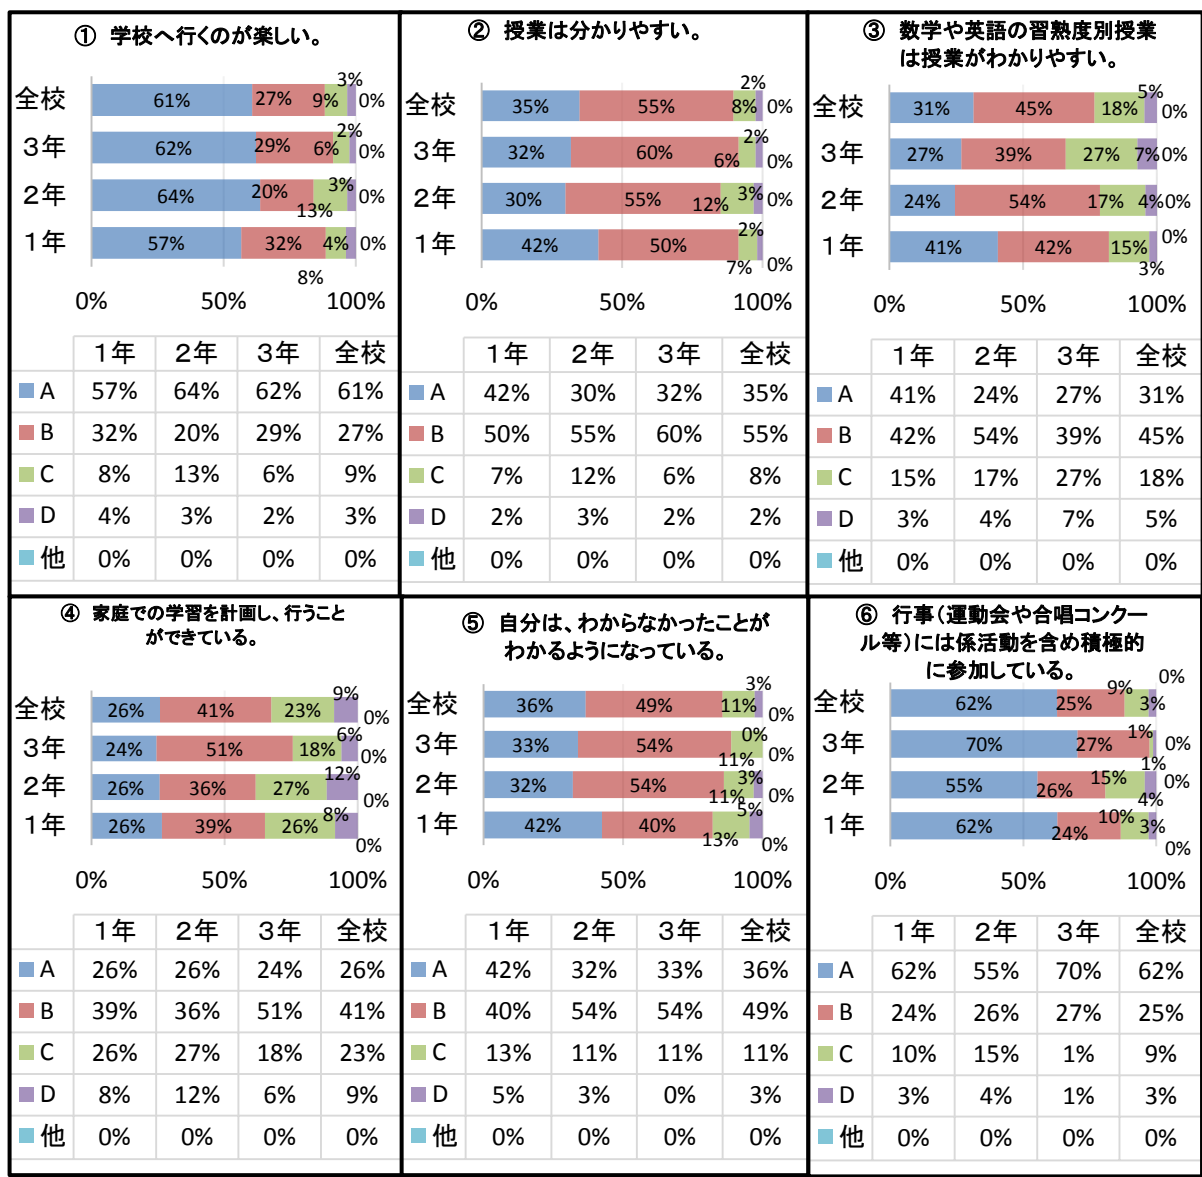 ① 学校へ行くのが楽しい。
全校 61% 27% 9% 3% 0%
3年 62% 29% 6% 2% 0%
2年 64% 20% 13% 3% 0%
1年 57% 32% 8% 4% 0%
0% 50% 100%
1年 2年 3年 全校
A 57% 64% 62% 61%
B 32% 20% 29% 27%
C 8% 13% 6% 9%
D 4% 3% 2% 3%
他 0% 0% 0% 0%
② 授業は分かりやすい。
全校 35% 55% 8% 2% 0%
3年 32% 60% 6% 2% 0%
2年 30% 55% 12% 3% 0%
1年 42% 50% 7% 2% 0%
0% 50% 100%
1年 2年 3年 全校
A 42% 30% 32% 35%
B 50% 55% 60% 55%
C 7% 12% 6% 8%
D 2% 3% 2% 2%
他 0% 0% 0% 0%
③ 数学や英語の習熟度別授業
は授業がわかりやすい。
全校 31% 45% 18% 5% 0%
3年 27% 39% 27% 7% 0%
2年 24% 54% 17% 4% 0%
1年 41% 42% 15% 3% 0%
0% 50% 100%
1年 2年 3年 全校
A 41% 24% 27% 31%
B 42% 54% 39% 45%
C 15% 17% 27% 18%
D 3% 4% 7% 5%
他 0% 0% 0% 0%
④ 家庭での学習を計画し、行うこと
ができている。
全校 26% 41% 23% 9% 0%
3年 24% 51% 18% 6% 0%
2年 26% 36% 27% 12% 0%
1年 26% 39% 26% 8% 0%
0% 50% 100%
1年 2年 3年 全校
A 26% 26% 24% 26%
B 39% 36% 51% 41%
C 26% 27% 18% 23%
D 8% 12% 6% 9%
他 0% 0% 0% 0%
⑤ 自分は、わからなかったことが
わかるようになっている。
全校 36% 49% 11% 3% 0%
3年 33% 54% 11% 0% 0%
2年 32% 54% 11% 3% 0%
1年 42% 40% 13% 5% 0%
0% 50% 100%
1年 2年 3年 全校
A 42% 32% 33% 36%
B 40% 54% 54% 49%
C 13% 11% 11% 11%
D 5% 3% 0% 3%
他 0% 0% 0% 0%
⑥ 行事(運動会や合唱コンクー
ル等)には係活動を含め積極的
に参加している。
全校 62% 25% 9% 3% 0%
3年 70% 27% 1% 1%
2年 55% 26% 15% 4% 0%
1年 62% 24% 10% 3% 0%
0% 50% 100%
1年 2年 3年 全校
A 62% 55% 70% 62%
B 24% 26% 27% 25%
C 10% 15% 1% 9%
D 3% 4% 1% 3%
他 0% 0% 0% 0%